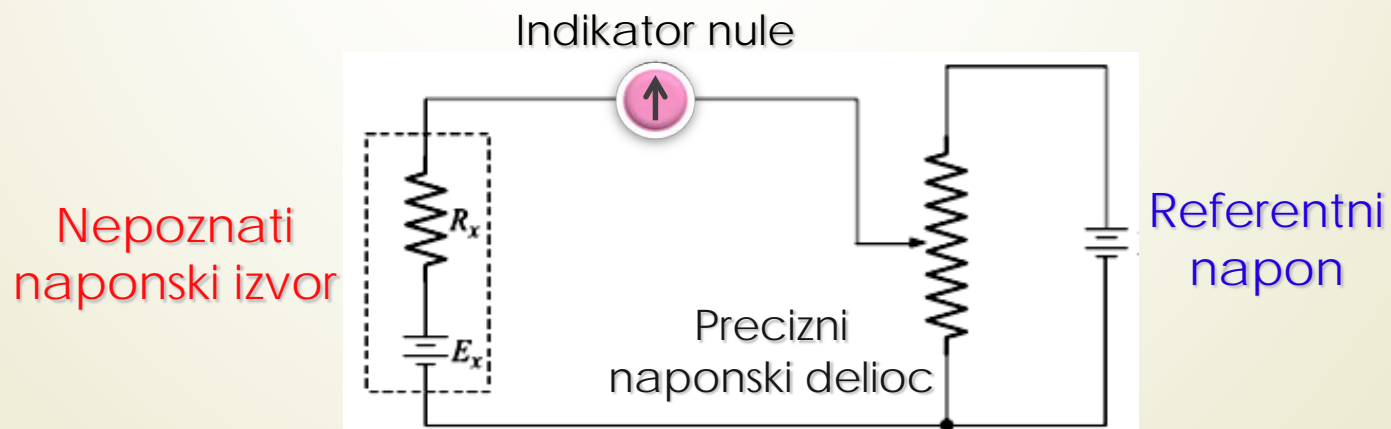 Indikator nule
Nepoznati
naponski izvor
Rx
Ex
Precizni
naponski delioc
Referentni
napon